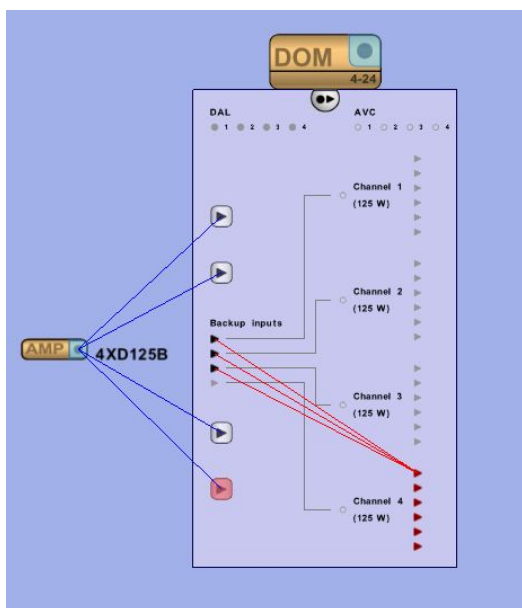 DOM
4-24
DAL AVC
1 2 3 4 1 2 3 4
Channel 1
(125 W)
Channel 2
(125 W)
Backup inputs
AMP 4XD125B
Channel 3
(125 W)
Channel 4
(125 W)